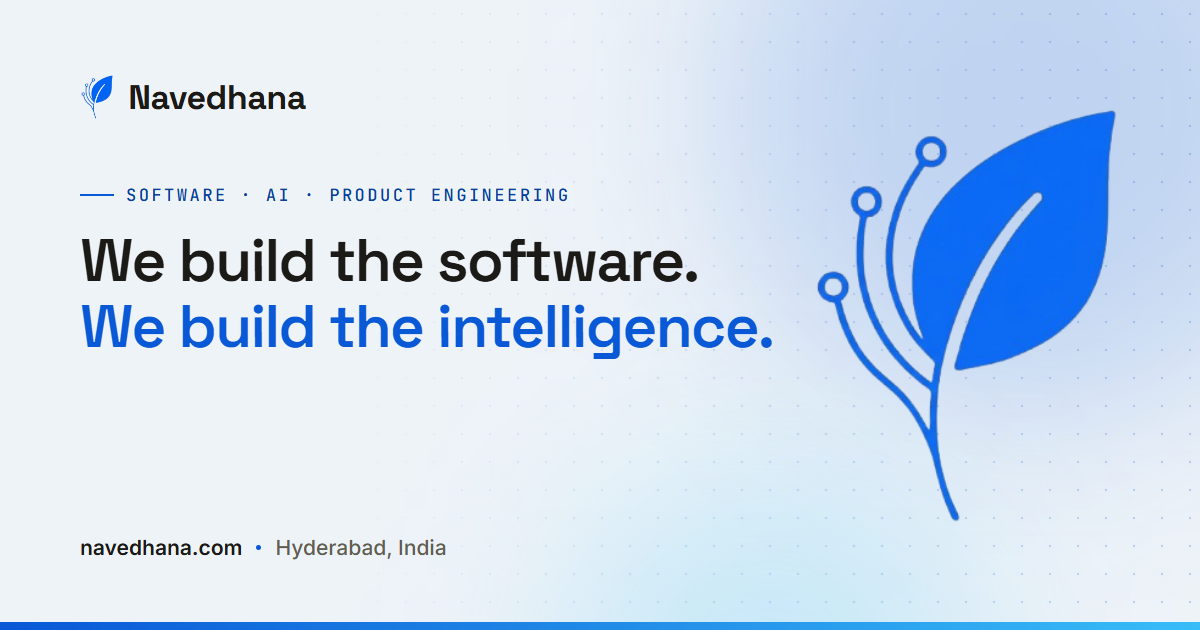 Navedhana
SOFTWARE · AI · PRODUCT ENGINEERING
We build the software.
We build the intelligence.
navedhana.com • Hyderabad, India